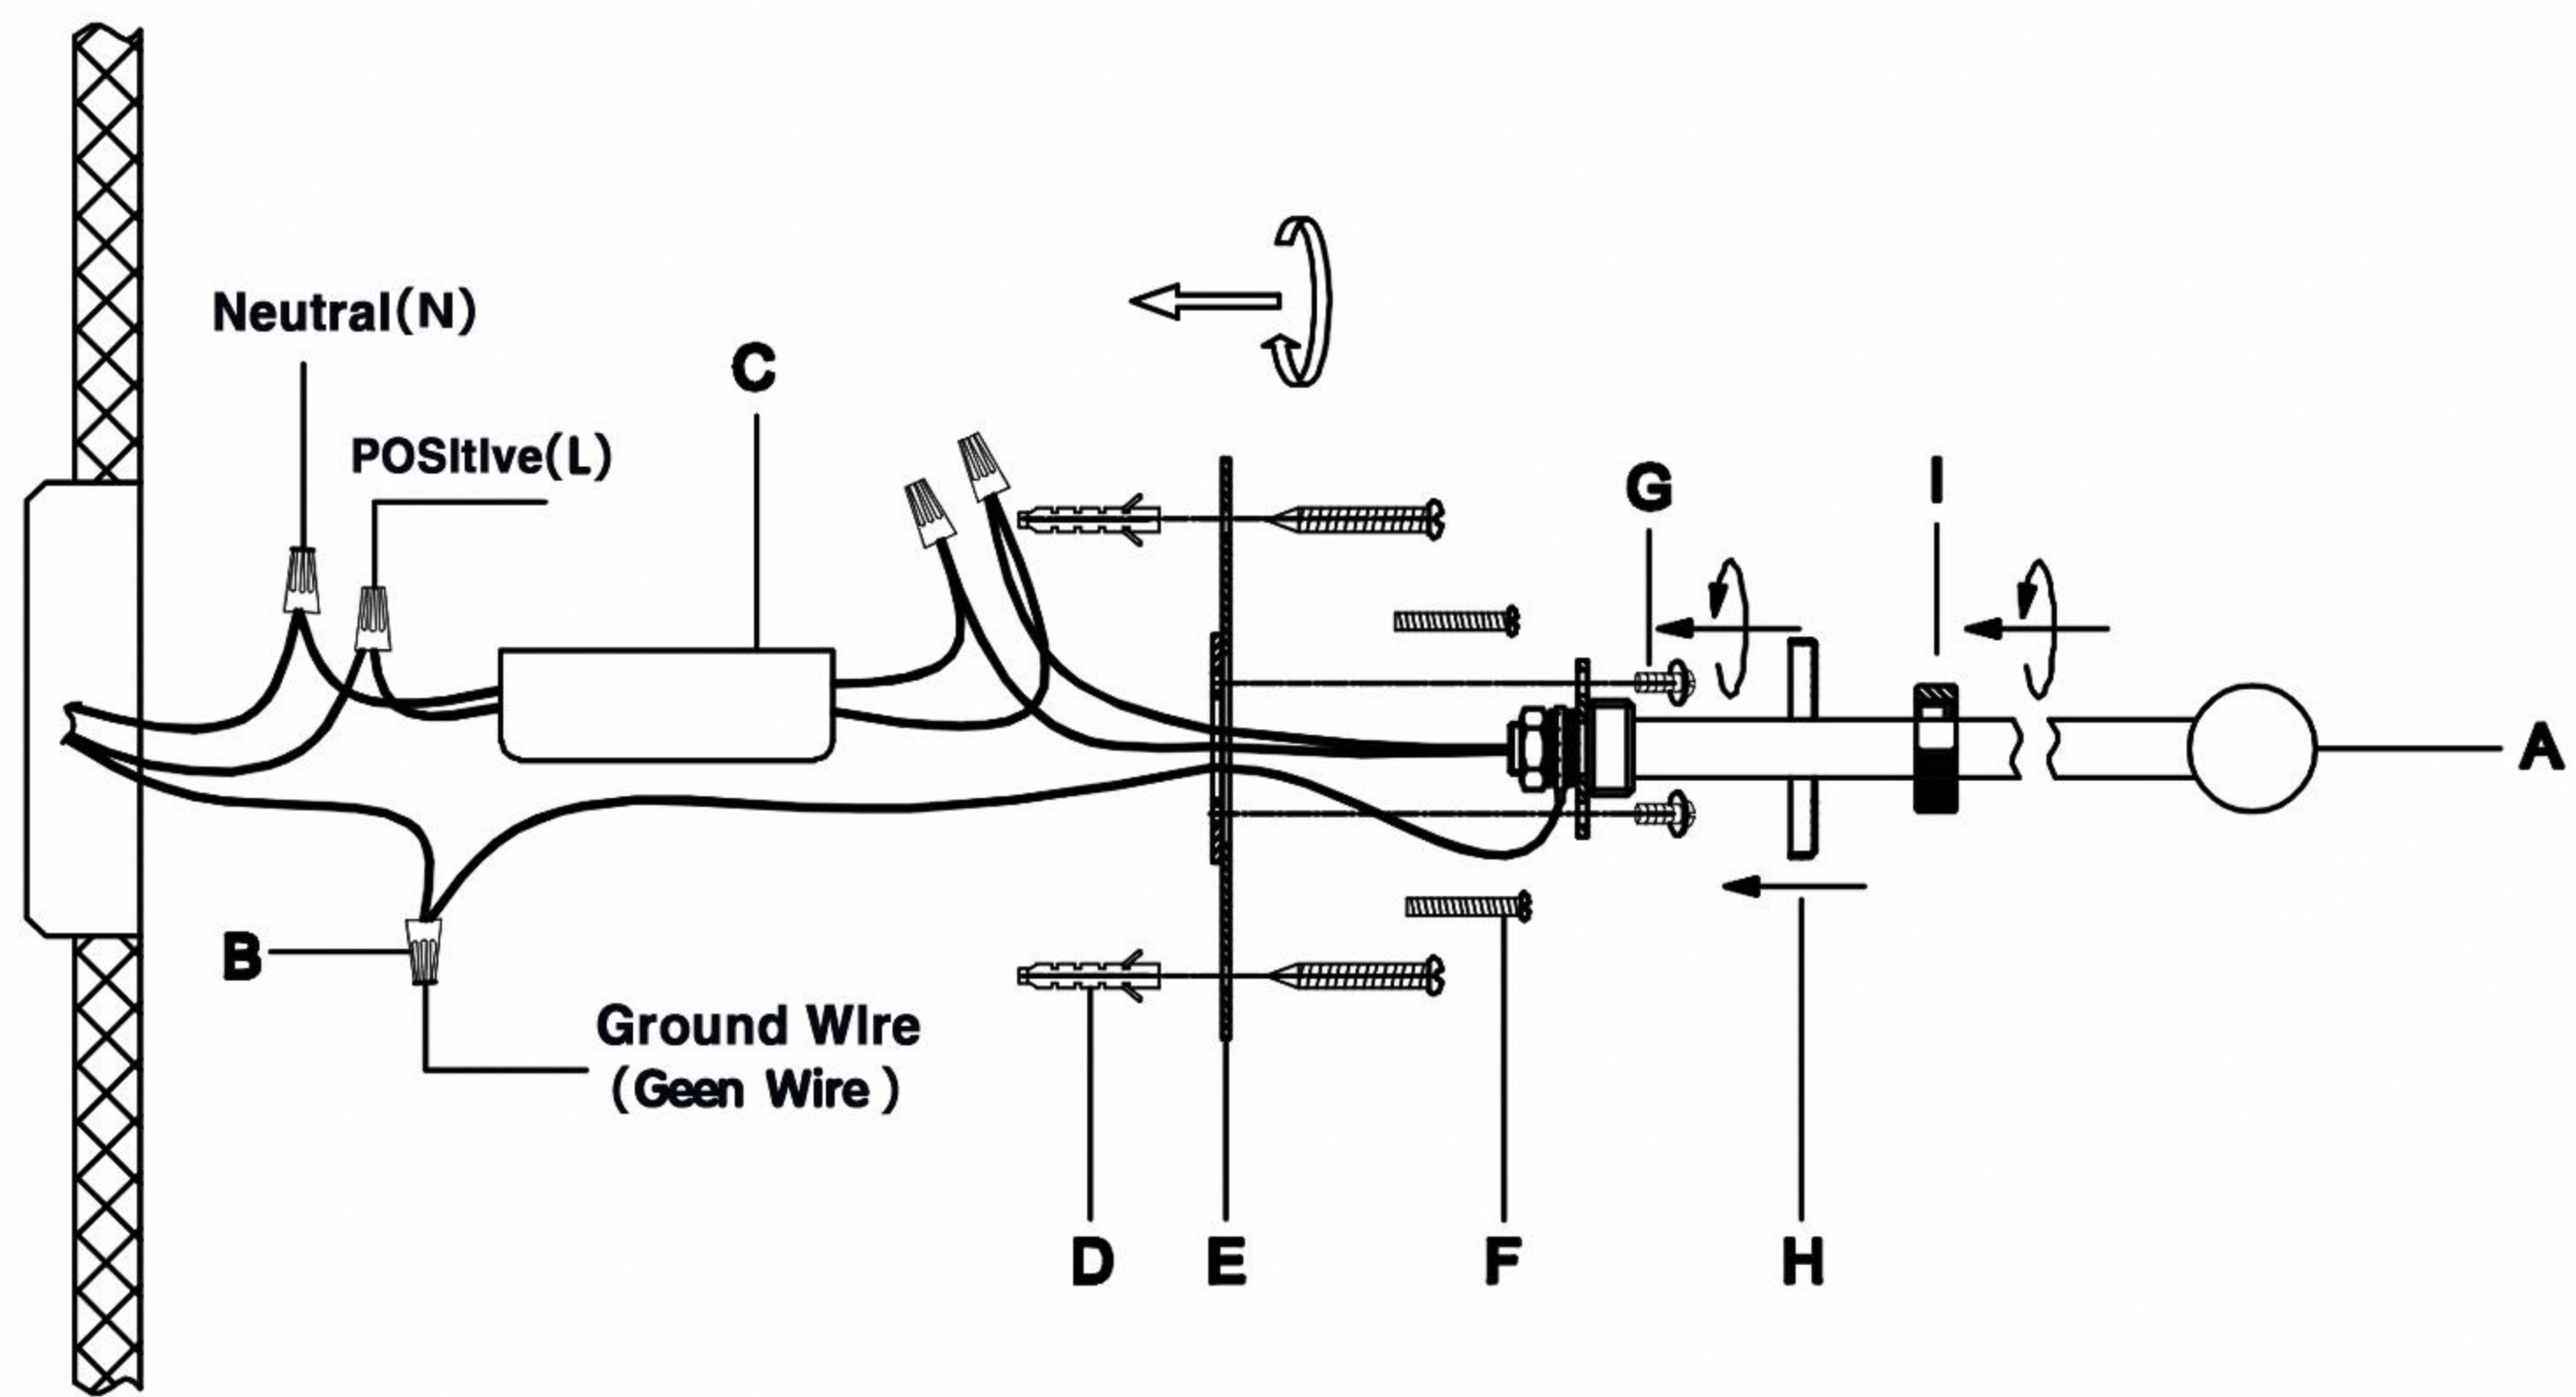 Neutral(N)
C
POSItIve(L)
G
I
A
B
Ground WIre
(Geen Wire )
D
E
F
H